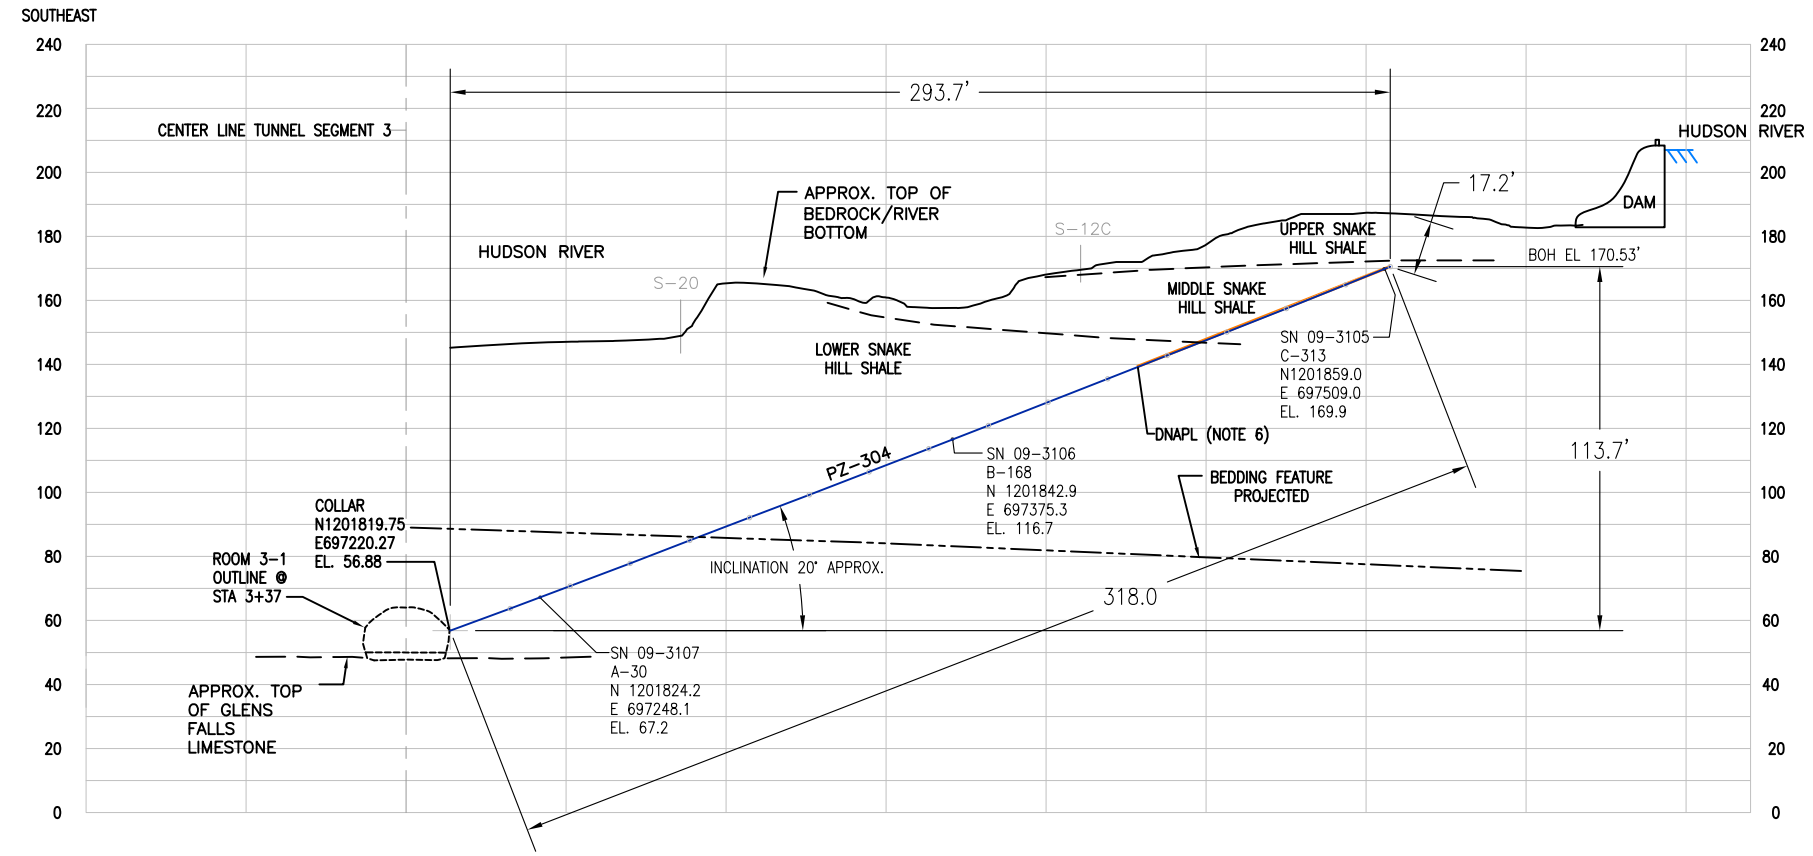 SOUTHEAST
240
240
293.7'
220
220
CENTER LINE TUNNEL SEGMENT 3
HUDSON RIVER
200
200
17.2'
APPROX. TOP OF
BEDROCK/RIVER
BOTTOM
DAM
180
180
S-12C
UPPER SNAKE
HILL SHALE
HUDSON RIVER
BOH EL 170.53'
S-20
160
160
MIDDLE SNAKE
HILL SHALE
LOWER SNAKE
HILL SHALE
140
140
SN 09-3105
C-313
N1201859.0
E 697509.0
EL. 169.9
120
120
DNAPL (NOTE 6)
113.7'
PZ-304
SN 09-3106
B-168
N 1201842.9
E 697375.3
EL. 116.7
BEDDING FEATURE
PROJECTED
100
100
COLLAR
N1201819.75
E697220.27
EL. 56.88
ROOM 3-1
OUTLINE @
STA 3+37
80
80
INCLINATION 20° APPROX.
318.0
60
60
SN 09-3107
A-30
N 1201824.2
E 697248.1
EL. 67.2
40
40
APPROX. TOP
OF GLENS
FALLS
LIMESTONE
20
20
0
0